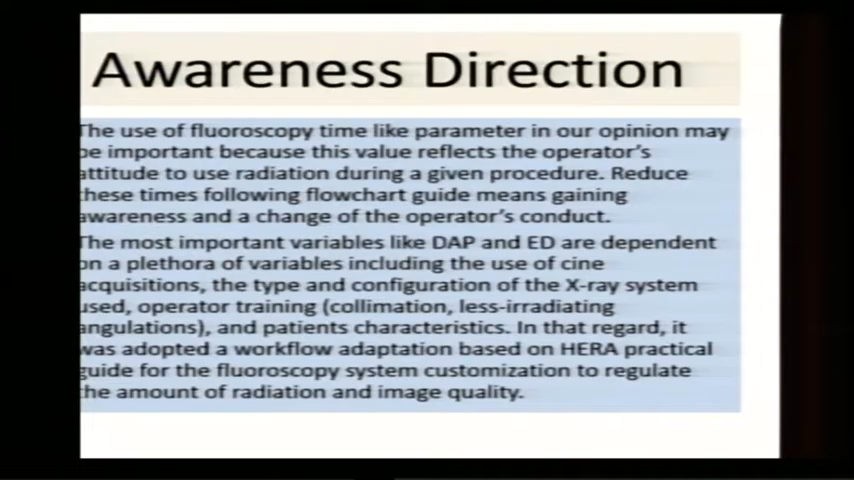 Awareness Direction
The use of fluoroscopy time like parameter in our opinion may
be important because this value reflects the operator's
attitude to use radiation during a given procedure. Reduce
these times following flowchart guide means gaining
awareness and a change of the operator's conduct.
The most important variables like DAP and ED are dependent
on a plethora of variables including the use of cine
acquisitions, the type and configuration of the X-ray system
used, operator training (collimation, less-irradiating
angulations), and patients characteristics. In that regard, it
was adopted a workflow adaptation based on HERA practical
guide for the fluoroscopy system customization to regulate
the amount of radiation and image quality.